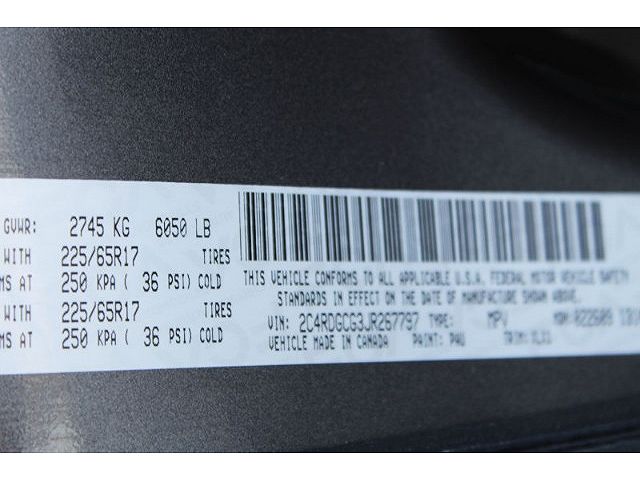 GVWR: 2745 KG 6050 LB
WITH 225/65R17 TIRES
MS AT 250 KPA ( 36 PSI) COLD
WITH 225/65R17 TIRES
MS AT 250 KPA ( 36 PSI) COLD
THIS VEHICLE CONFORMS TO ALL APPLICABLE U.S.A. FEDERAL MOTOR VEHICLE SAFETY
STANDARDS IN EFFECT ON THE DATE OF MANUFACTURE SHOWN ABOVE.
VIN: 2C4RDGCG3JR267797 TYPE: MPV MDH: 022609
VEHICLE MADE IN CANADA PAINT: PAU TRIM: